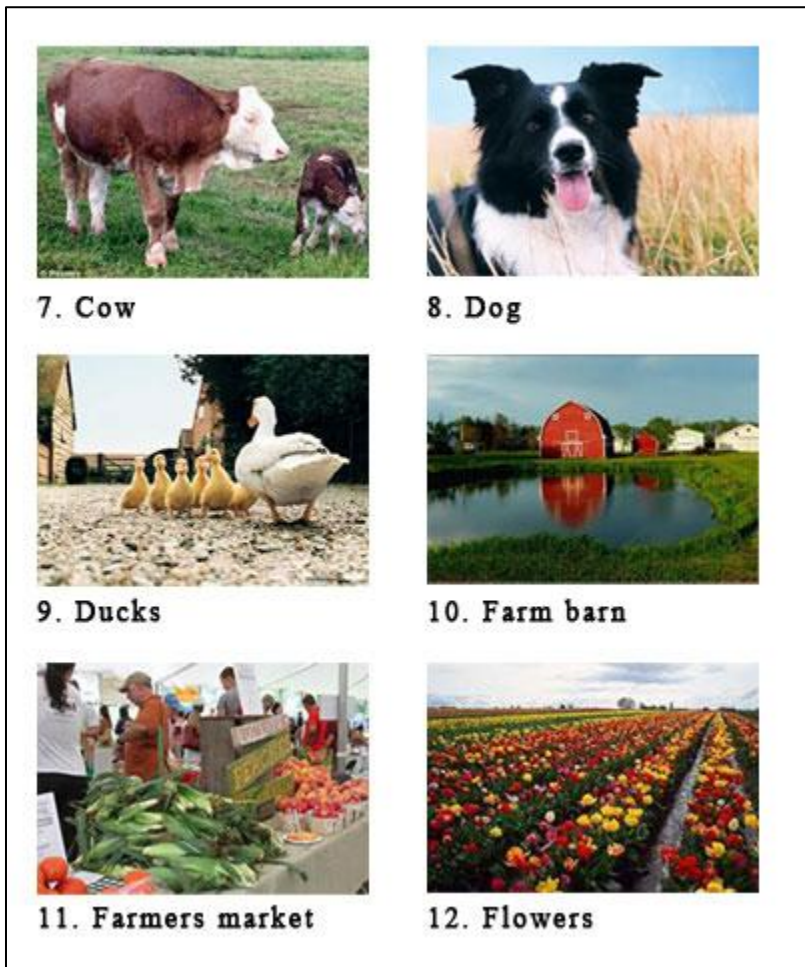 7. Cow
8. Dog
9. Ducks
10. Farm barn
11. Farmers market
12. Flowers